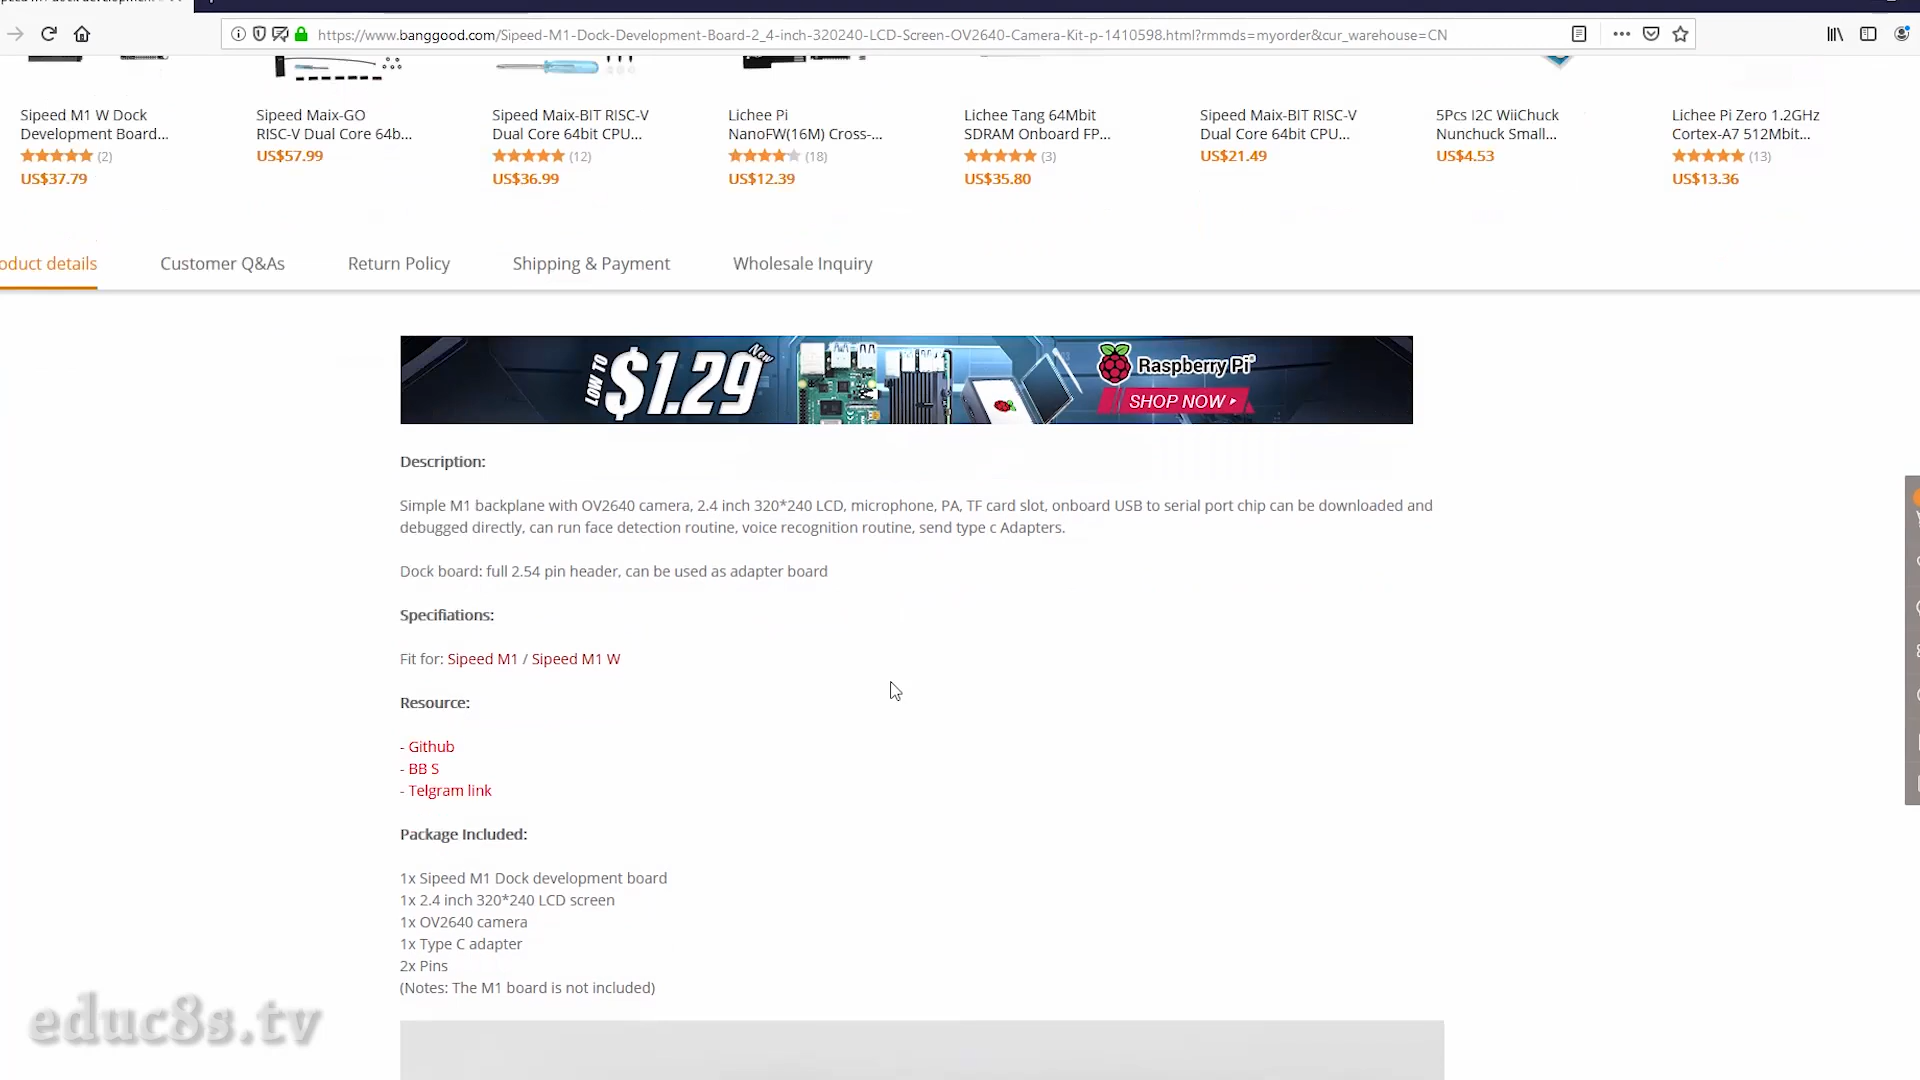 https://www.banggood.com/Sipeed-M1-Dock-Development-Board-2_4-inch-320240-LCD-Screen-OV2640-Camera-Kit-p-1410598.html?rmmds=myorder&cur_warehouse=CN
Sipeed M1 W Dock
Development Board...
(2)
US$37.79
Sipeed Maix-GO
RISC-V Dual Core 64b...
US$57.99
Sipeed Maix-BIT RISC-V
Dual Core 64bit CPU...
(12)
US$36.99
Lichee Pi
NanoFW(16M) Cross-...
(18)
US$12.39
Lichee Tang 64Mbit
SDRAM Onboard FP...
(3)
US$35.80
Sipeed Maix-BIT RISC-V
Dual Core 64bit CPU...
US$21.49
5Pcs I2C WiiChuck
Nunchuck Small...
US$4.53
Lichee Pi Zero 1.2GHz
Cortex-A7 512Mbit...
(13)
US$13.36
oduct details Customer Q&As Return Policy Shipping & Payment Wholesale Inquiry
LOW TO $1.29 New
Raspberry Pi
SHOP NOW
Description:
Simple M1 backplane with OV2640 camera, 2.4 inch 320*240 LCD, microphone, PA, TF card slot, onboard USB to serial port chip can be downloaded and
debugged directly, can run face detection routine, voice recognition routine, send type c Adapters.
Dock board: full 2.54 pin header, can be used as adapter board
Specifiations:
Fit for: Sipeed M1 / Sipeed M1 W
Resource:
- Github
- BB S
- Telgram link
Package Included:
1x Sipeed M1 Dock development board
1x 2.4 inch 320*240 LCD screen
1x OV2640 camera
1x Type C adapter
2x Pins
(Notes: The M1 board is not included)
educ8s.tv